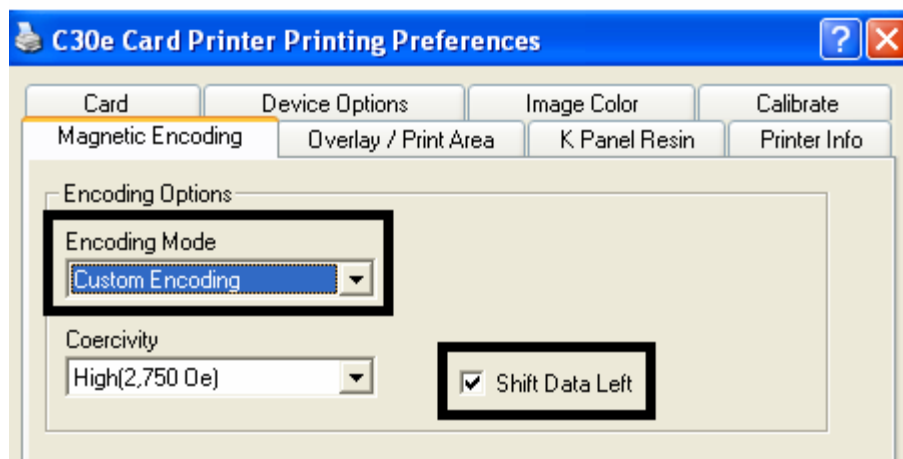 C30e Card Printer Printing Preferences
Card Device Options Image Color Calibrate
Magnetic Encoding Overlay / Print Area K Panel Resin Printer Info
Encoding Options
Encoding Mode
Custom Encoding
Coercivity
High(2,750 Oe)
Shift Data Left